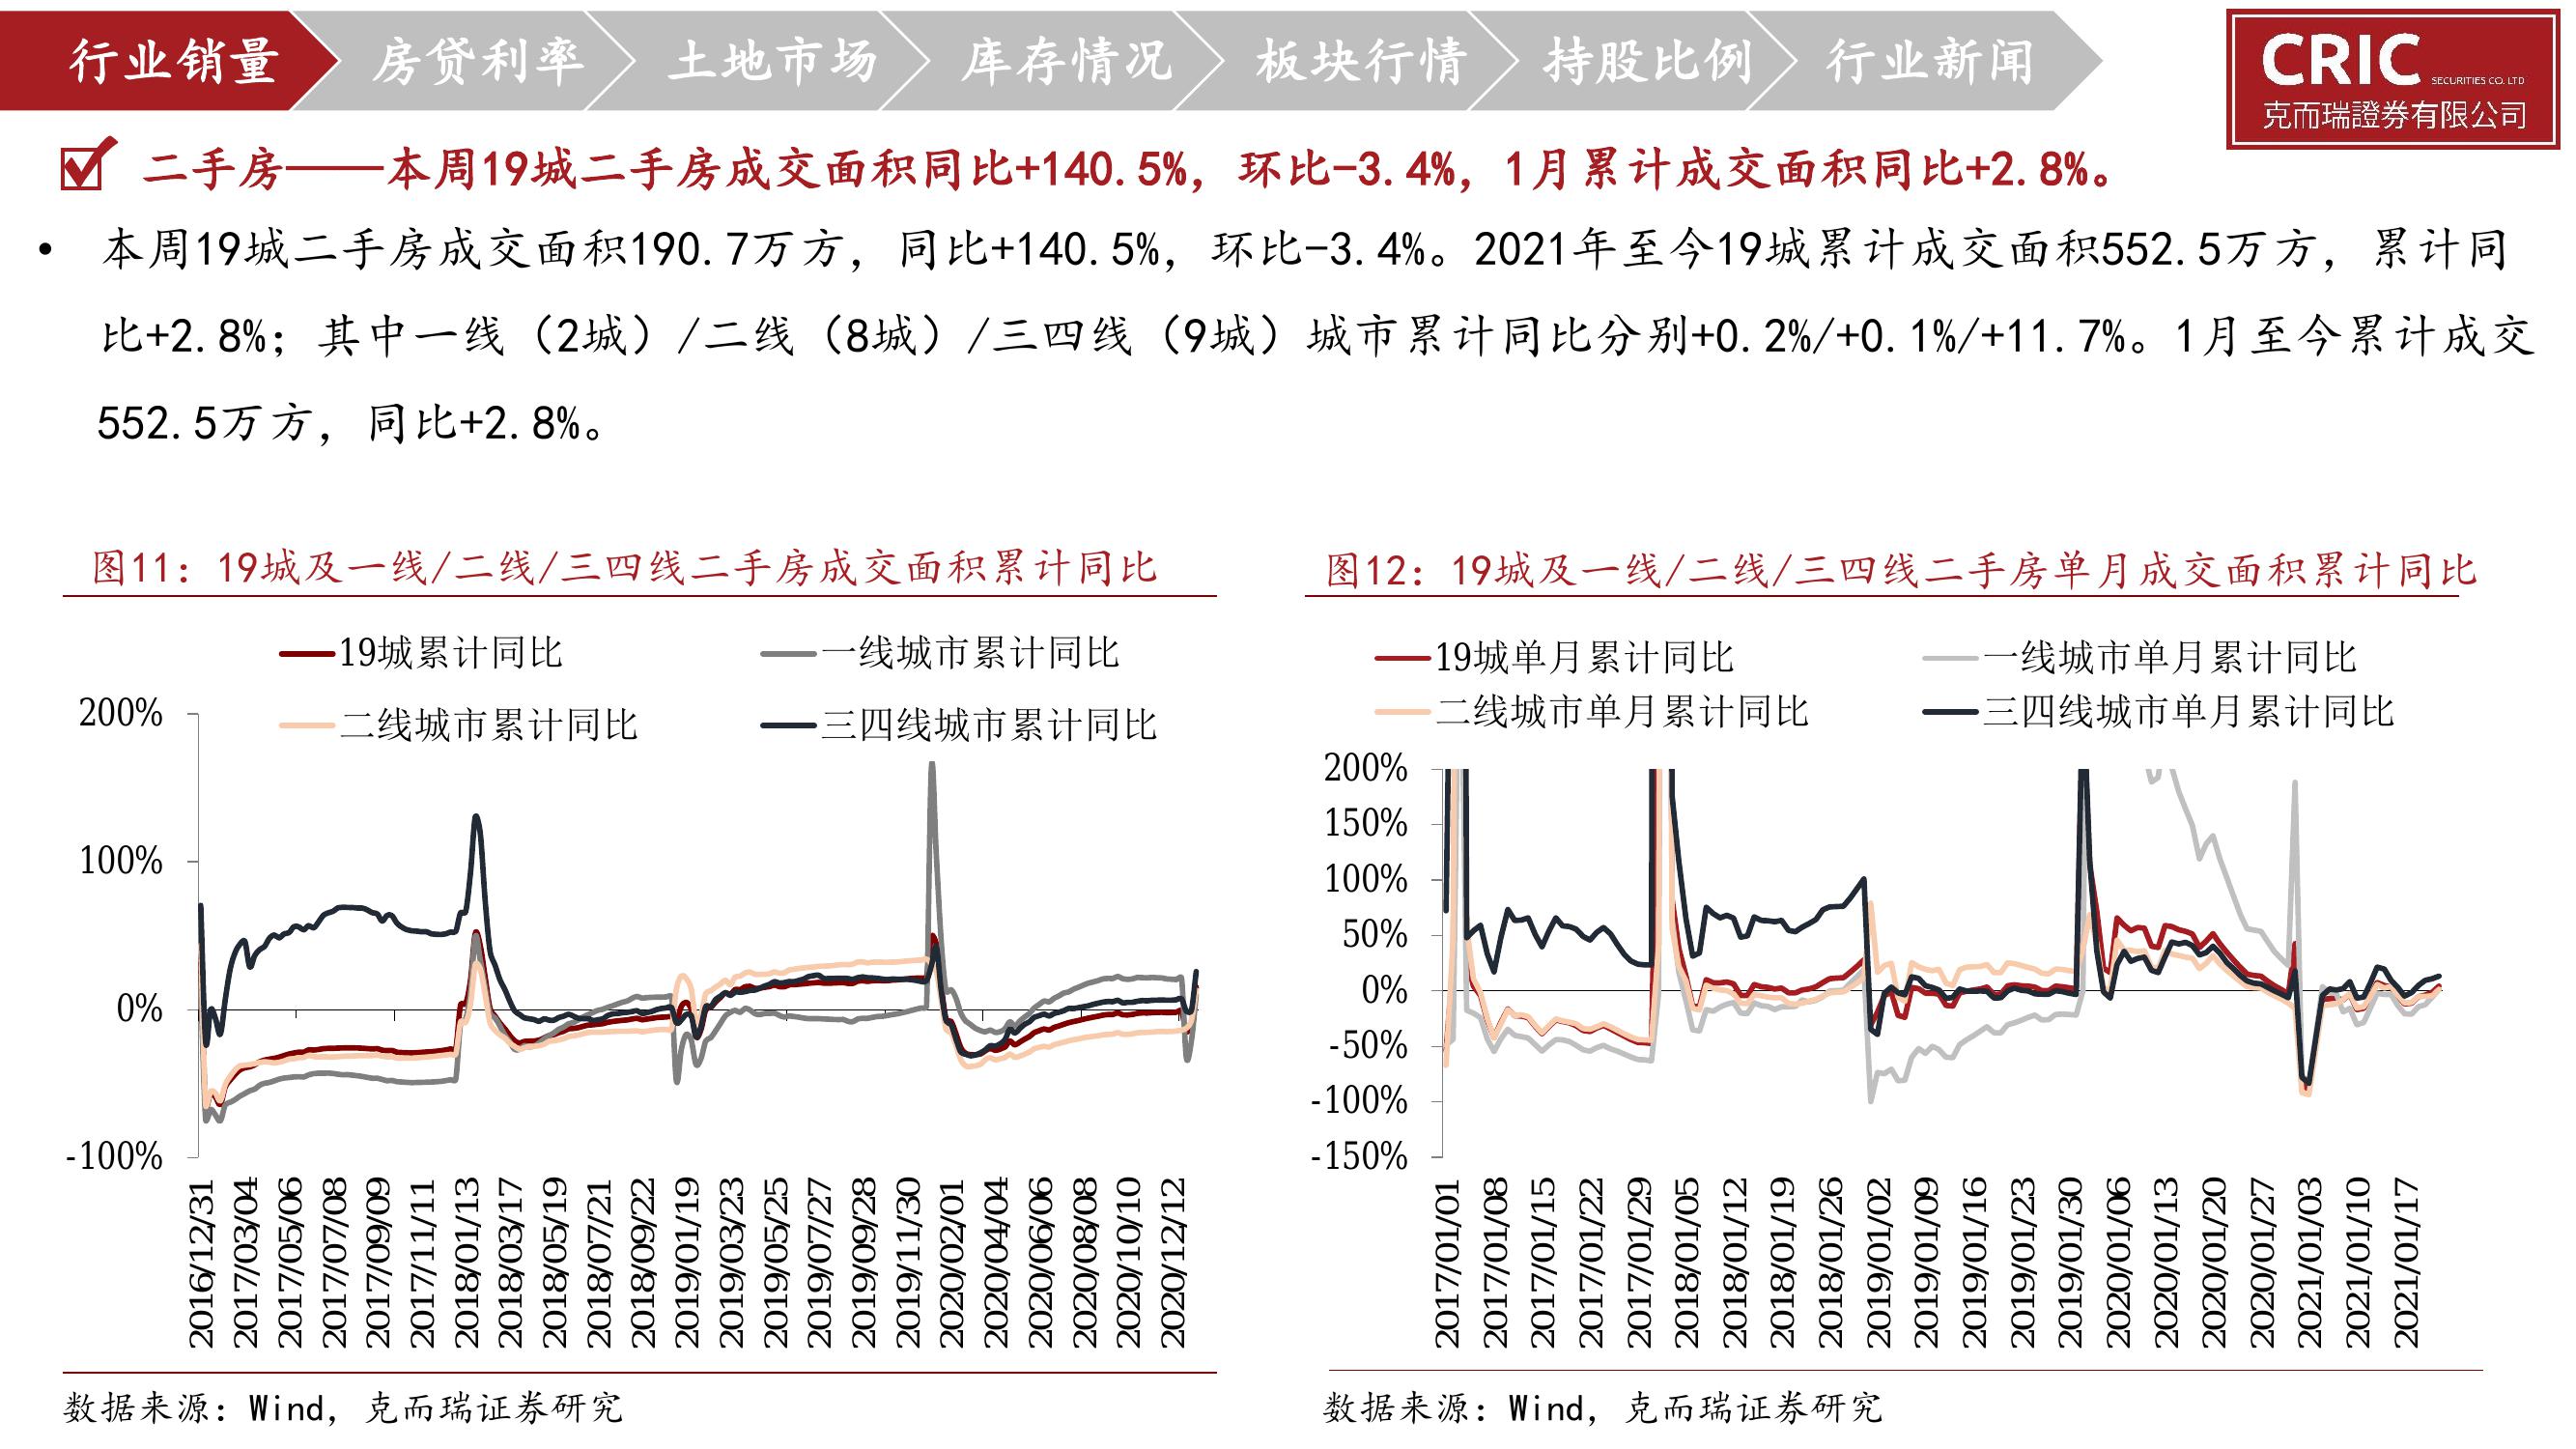 行业销量
房贷利率
土地市场
库存情况
板块行情
持股比例
行业新闻
CRIC SECURITIES CO. LTD
克而瑞證券有限公司
二手房——本周19城二手房成交面积同比+140.5%，环比-3.4%，1月累计成交面积同比+2.8%。
• 本周19城二手房成交面积190.7万方，同比+140.5%，环比-3.4%。2021年至今19城累计成交面积552.5万方，累计同
比+2.8%；其中一线（2城）/二线（8城）/三四线（9城）城市累计同比分别+0.2%/+0.1%/+11.7%。1月至今累计成交
552.5万方，同比+2.8%。
图11：19城及一线/二线/三四线二手房成交面积累计同比
19城累计同比
一线城市累计同比
二线城市累计同比
三四线城市累计同比
200%
100%
0%
-100%
2016/12/31
2017/03/04
2017/05/06
2017/07/08
2017/09/09
2017/11/11
2018/01/13
2018/03/17
2018/05/19
2018/07/21
2018/09/22
2019/01/19
2019/03/23
2019/05/25
2019/07/27
2019/09/28
2019/11/30
2020/02/01
2020/04/04
2020/06/06
2020/08/08
2020/10/10
2020/12/12
数据来源：Wind，克而瑞证券研究
图12：19城及一线/二线/三四线二手房单月成交面积累计同比
19城单月累计同比
一线城市单月累计同比
二线城市单月累计同比
三四线城市单月累计同比
200%
150%
100%
50%
0%
-50%
-100%
-150%
2017/01/01
2017/01/08
2017/01/15
2017/01/22
2017/01/29
2018/01/05
2018/01/12
2018/01/19
2018/01/26
2019/01/02
2019/01/09
2019/01/16
2019/01/23
2019/01/30
2020/01/06
2020/01/13
2020/01/20
2020/01/27
2021/01/03
2021/01/10
2021/01/17
数据来源：Wind，克而瑞证券研究